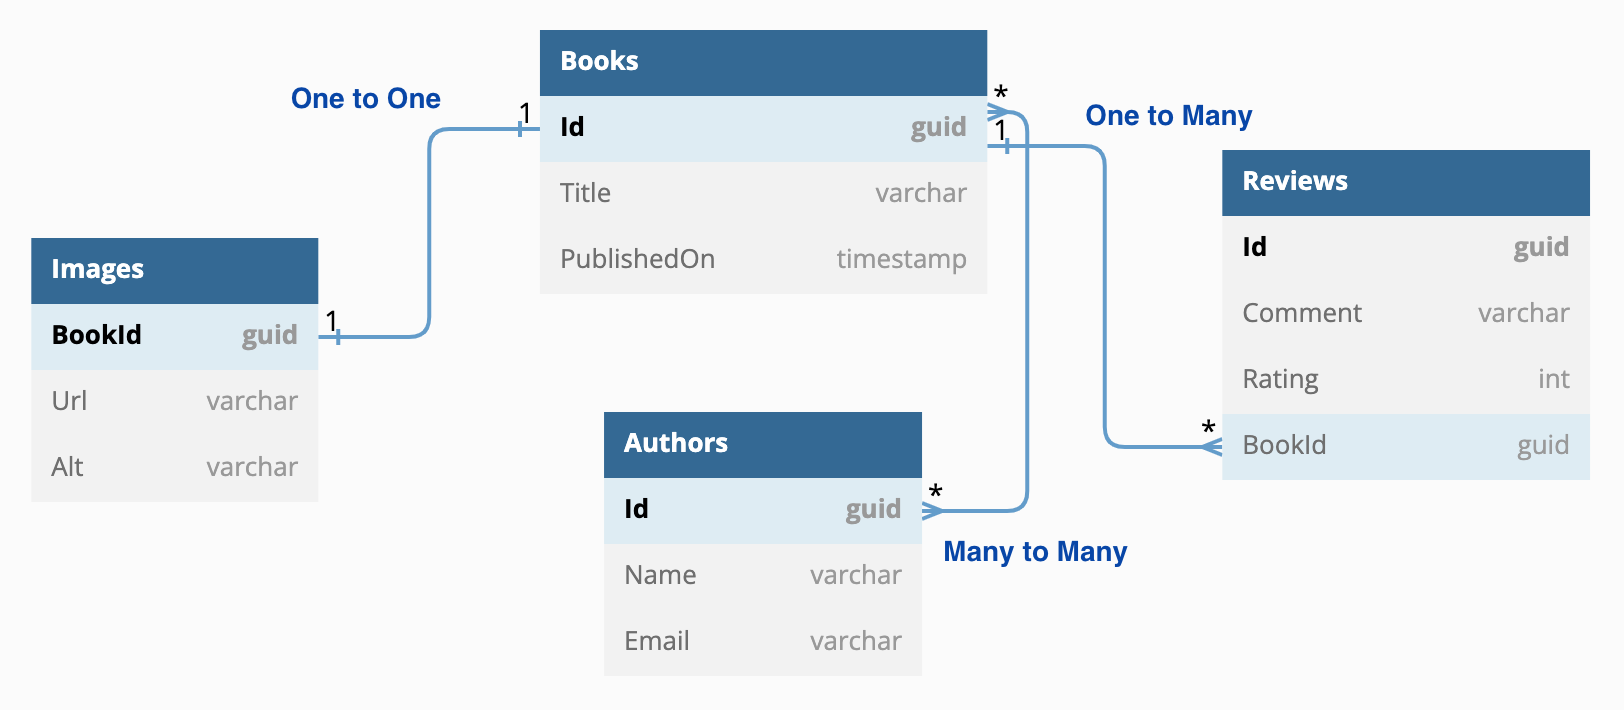 Books
Id guid
Title varchar
PublishedOn timestamp
One to One
1
1
Images
BookId guid
Url varchar
Alt varchar
*
1
One to Many
*
Reviews
Id guid
Comment varchar
Rating int
BookId guid
Authors
Id guid
Name varchar
Email varchar
*
Many to Many